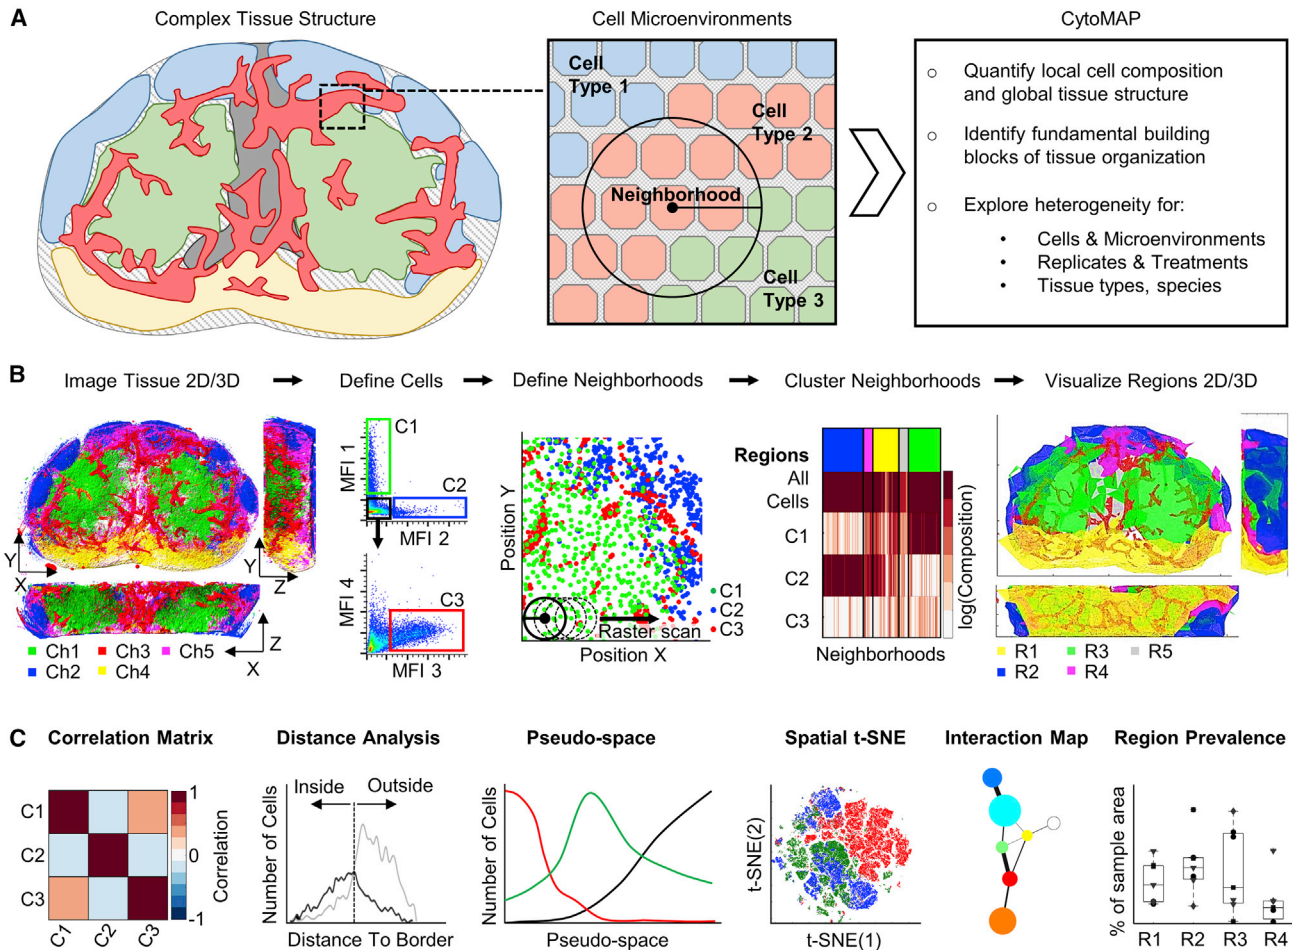 A
Complex Tissue Structure
Cell Microenvironments
Cell
Type 1
Cell
Type 2
Neighborhood
Cell
Type 3
CytoMAP
○ Quantify local cell composition
and global tissue structure
○ Identify fundamental building
blocks of tissue organization
○ Explore heterogeneity for:
• Cells & Microenvironments
• Replicates & Treatments
• Tissue types, species
B
Image Tissue 2D/3D
Define Cells
Define Neighborhoods
Cluster Neighborhoods
Visualize Regions 2D/3D
Y
X
Y
Z
Z
X
Ch1
Ch3
Ch5
Ch2
Ch4
MFI 1
C1
C2
MFI 2
MFI 4
C3
MFI 3
Position Y
Raster scan
Position X
C1
C2
C3
Regions
All
Cells
C1
C2
C3
Neighborhoods
log(Composition)
R1
R3
R5
R2
R4
C
Correlation Matrix
C1
C2
C3
C1
C2
C3
1
0
-1
Correlation
Distance Analysis
Inside
Outside
Number of Cells
Distance To Border
Pseudo-space
Number of Cells
Pseudo-space
Spatial t-SNE
t-SNE(2)
t-SNE(1)
Interaction Map
Region Prevalence
% of sample area
R1
R2
R3
R4